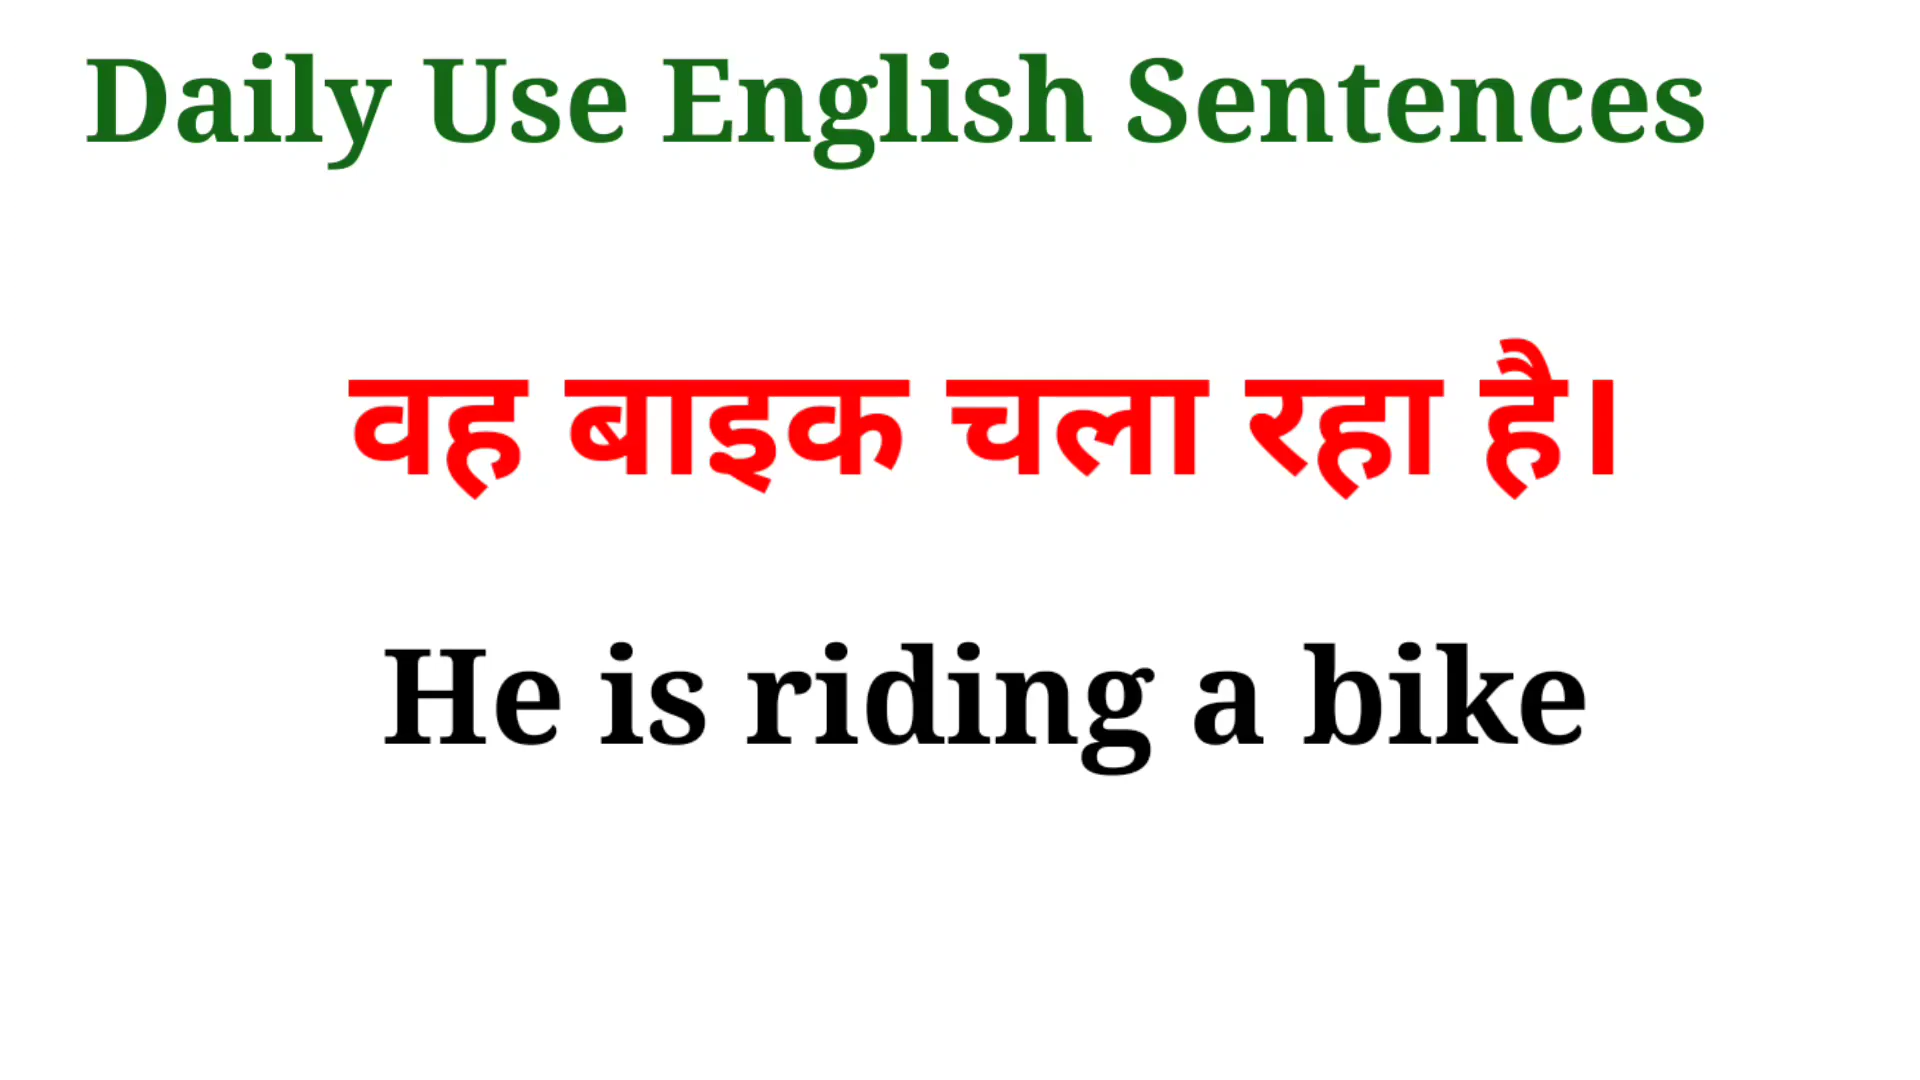 Daily Use English Sentences
वह बाइक चला रहा है।
He is riding a bike